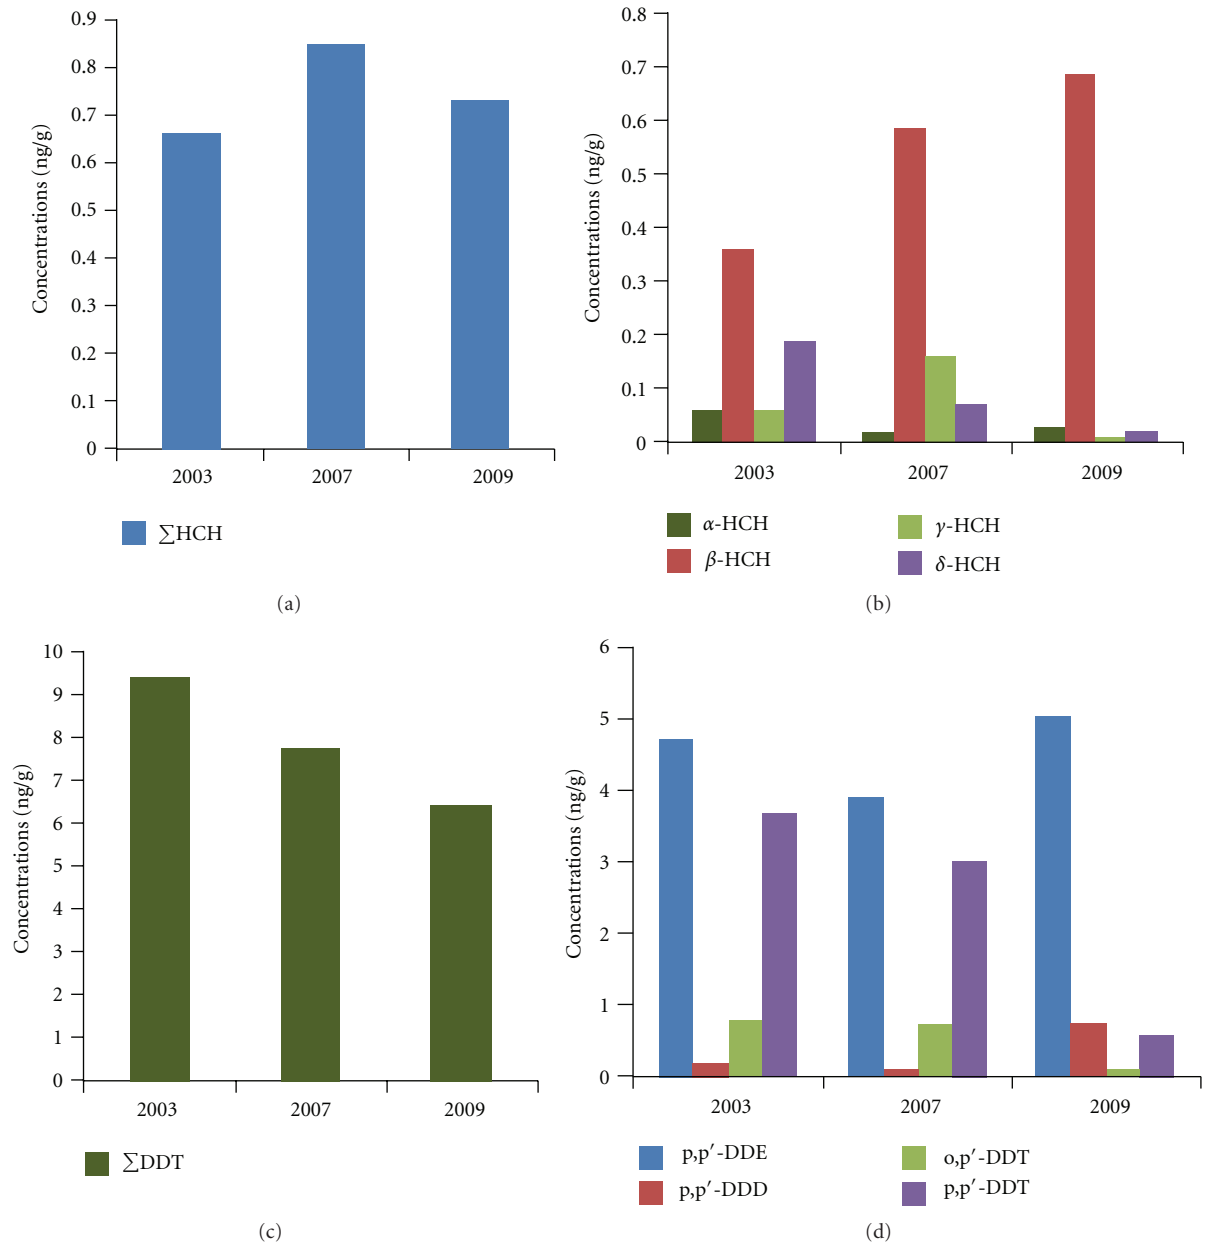 0.9
0.8
0.7
0.6
0.5
0.4
0.3
0.2
0.1
0
Concentrations (ng/g)
2003 2007 2009
∑HCH
(a)
0.8
0.7
0.6
0.5
0.4
0.3
0.2
0.1
0
Concentrations (ng/g)
2003 2007 2009
α-HCH γ-HCH
β-HCH δ-HCH
(b)
10
9
8
7
6
5
4
3
2
1
0
Concentrations (ng/g)
2003 2007 2009
∑DDT
(c)
6
5
4
3
2
1
0
Concentrations (ng/g)
2003 2007 2009
p,p′-DDE o,p′-DDT
p,p′-DDD p,p′-DDT
(d)